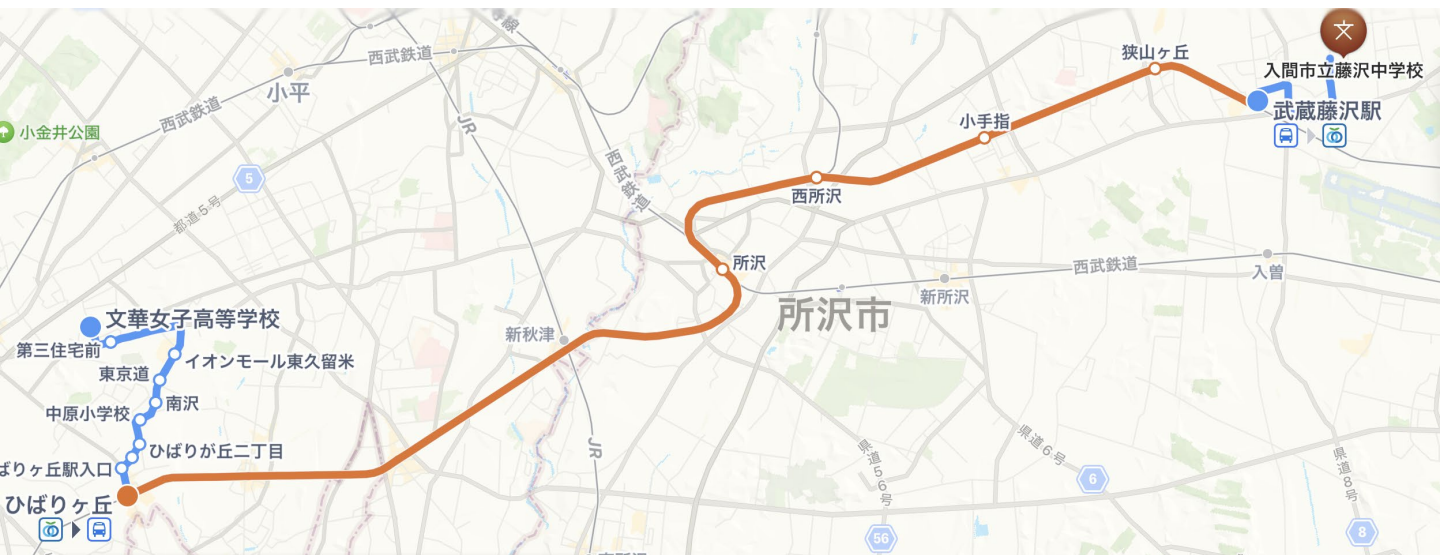 西武鉄道
狭山ヶ丘
入間市立藤沢中学校
小平
武蔵藤沢駅
西武鉄道
小手指
JR
小金井公園
文
西武鉄道
5
西所沢
都道5号
所沢
西武鉄道
入曽
新所沢
所沢市
文華女子高等学校
新秋津
第三住宅前
イオンモール東久留米
東京道
南沢
中原小学校
ひばりが丘二丁目
ばりヶ丘駅入口
JR
県道56号
県道6号
県道8号
6
ひばりヶ丘
56
8